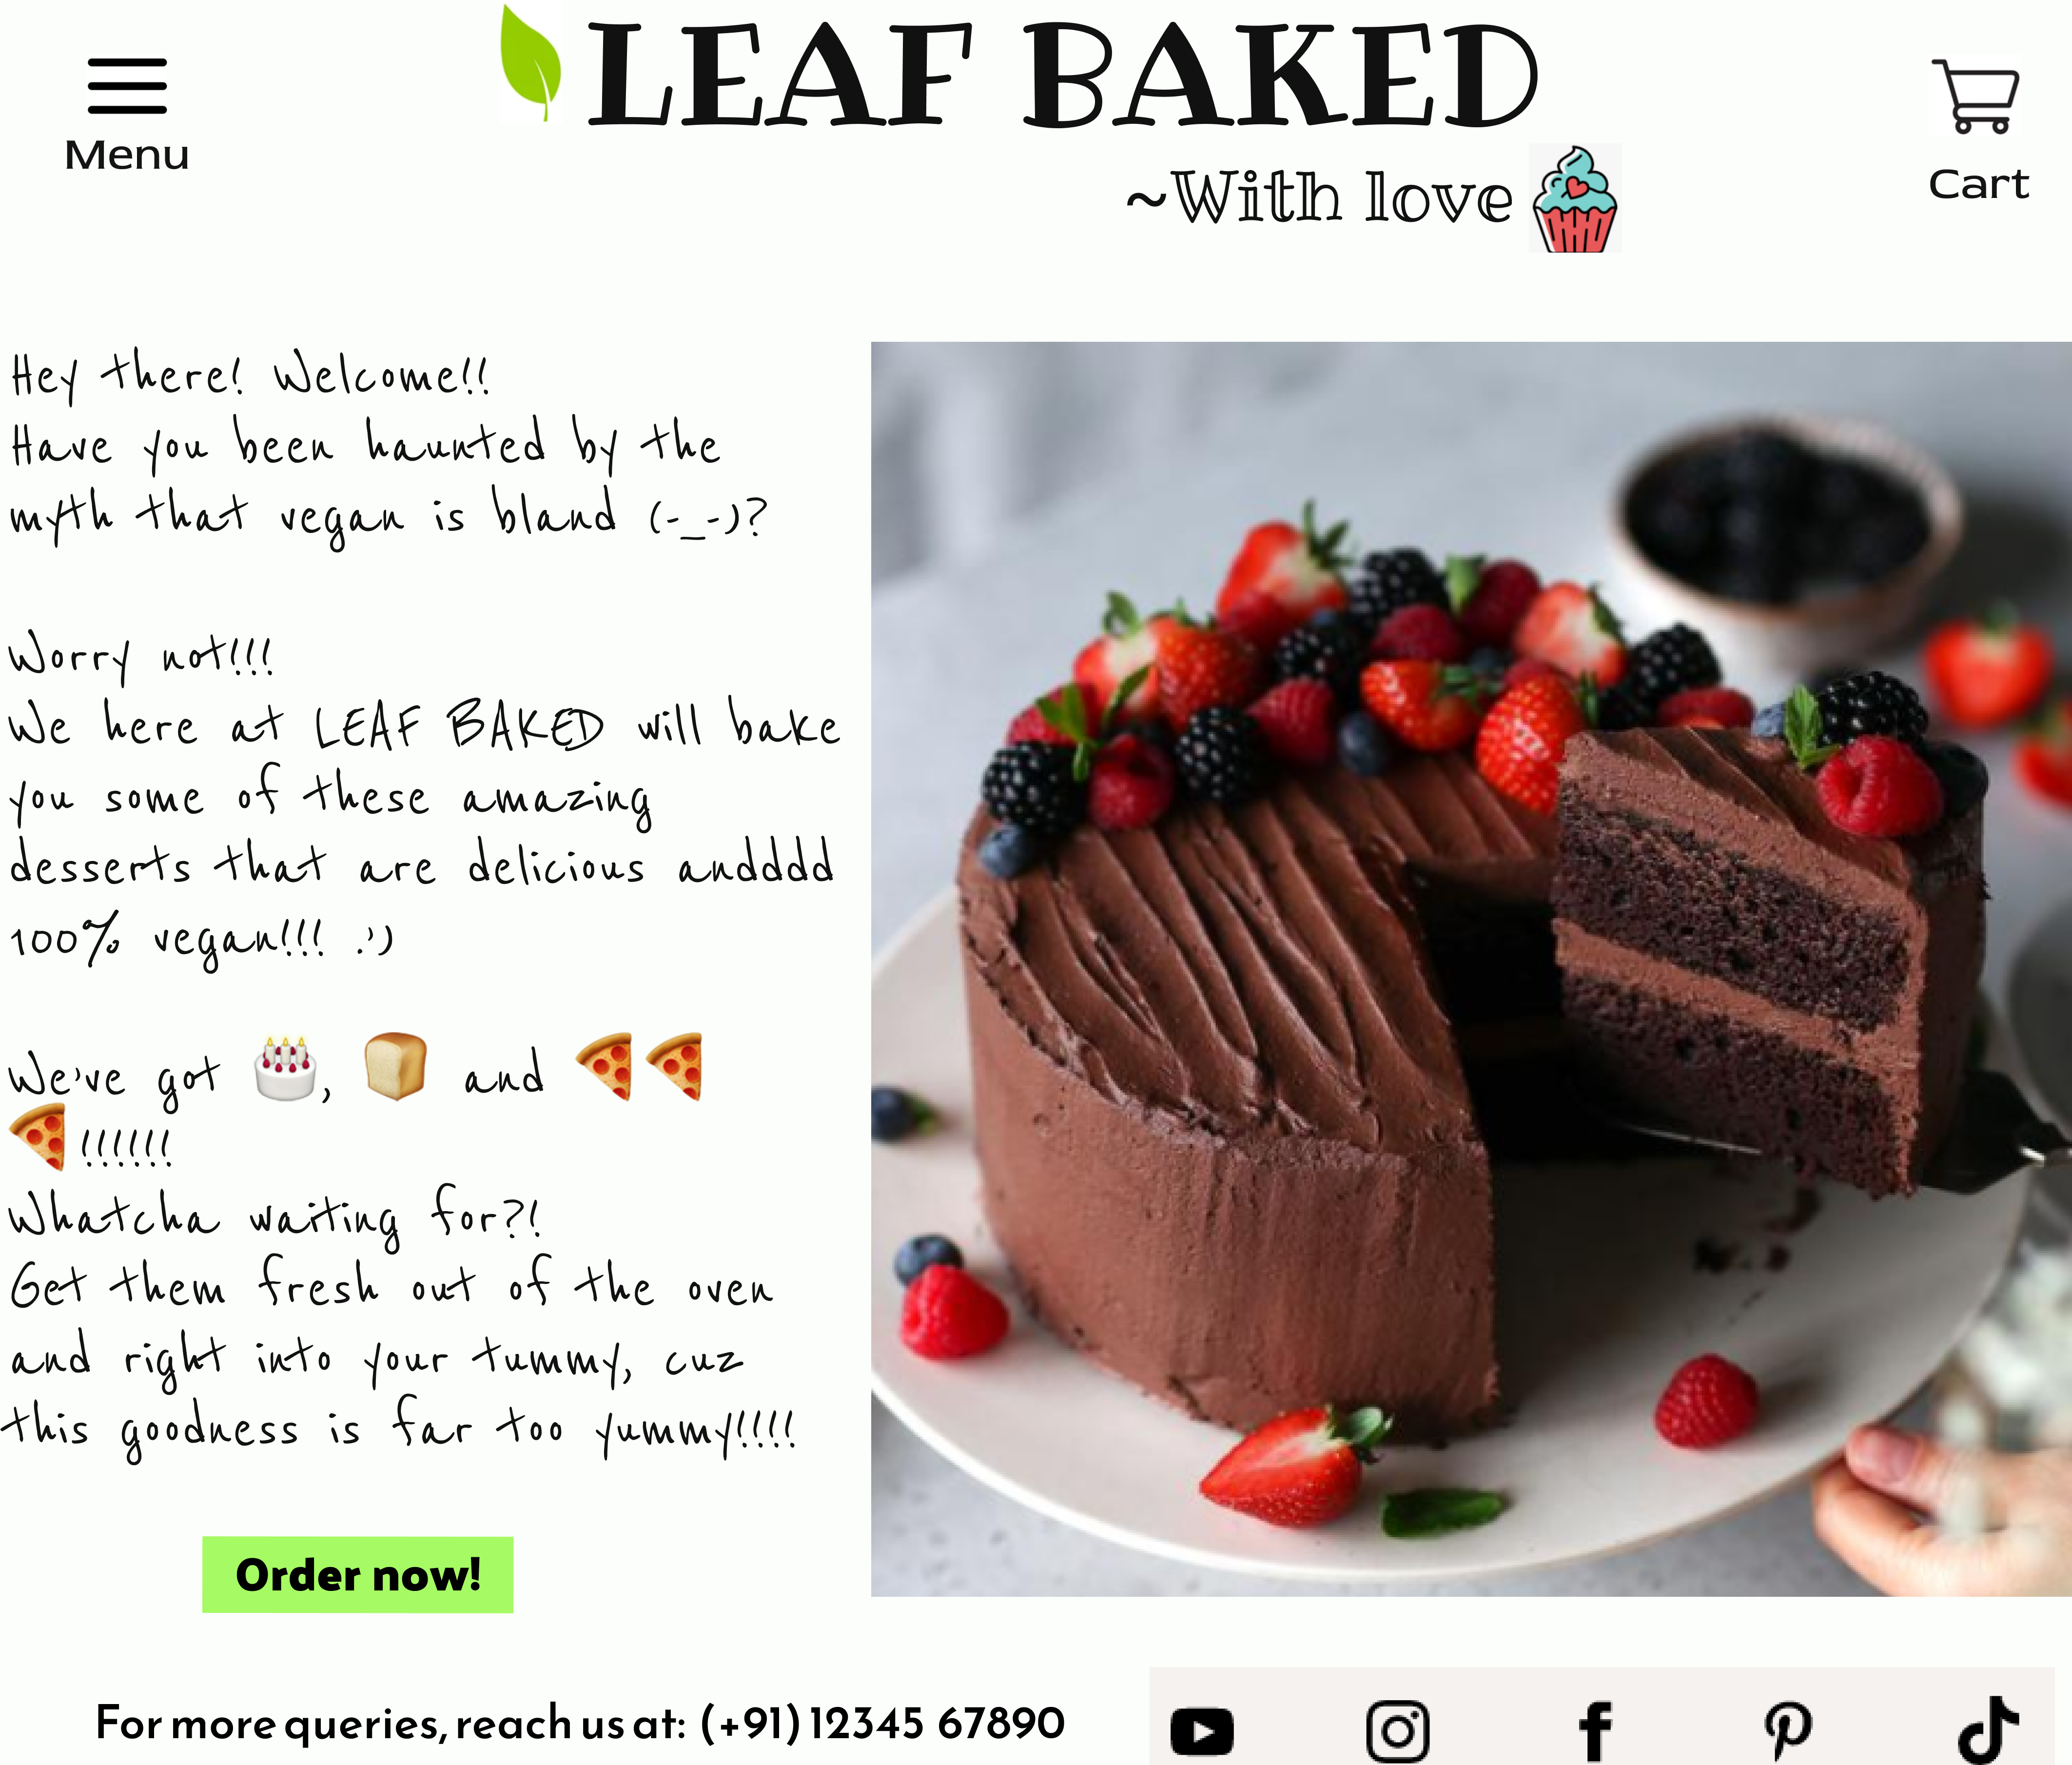 LEAF BAKED
Menu
~With love
Cart
Hey there! Welcome!!
Have you been haunted by the
myth that vegan is bland (-_-)?
Worry not!!!
We here at LEAF BAKED will bake
you some of these amazing
desserts that are delicious andddd
100% vegan!!! :')
We've got 🎂, 🍞 and 🍕🍕
🍕!!!!!!
Whatcha waiting for?!
Get them fresh out of the oven
and right into your tummy, cuz
this goodness is far too yummy!!!!
Order now!
For more queries, reach us at: (+91) 12345 67890